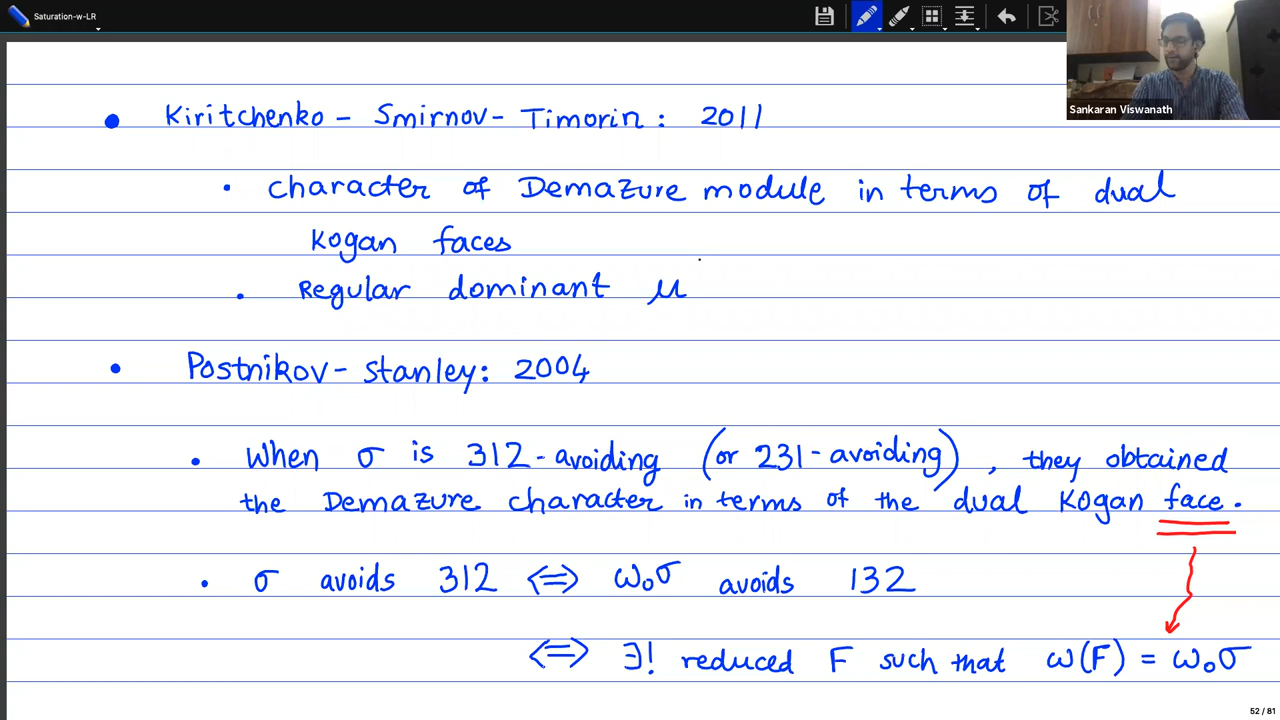 Saturation-w-LR
Sankaran Viswanath
• Kiritchenko - Smirnov - Timorin : 2011
• character of Demazure module in terms of dual
Kogan faces
• Regular dominant μ
• Postnikov - Stanley : 2004
• When σ is 312-avoiding (or 231-avoiding), they obtained
the Demazure character in terms of the dual Kogan face.
• σ avoids 312 ⇔ ω₀σ avoids 132
⇔ ∃! reduced F such that ω(F) = ω₀σ
52 / 81